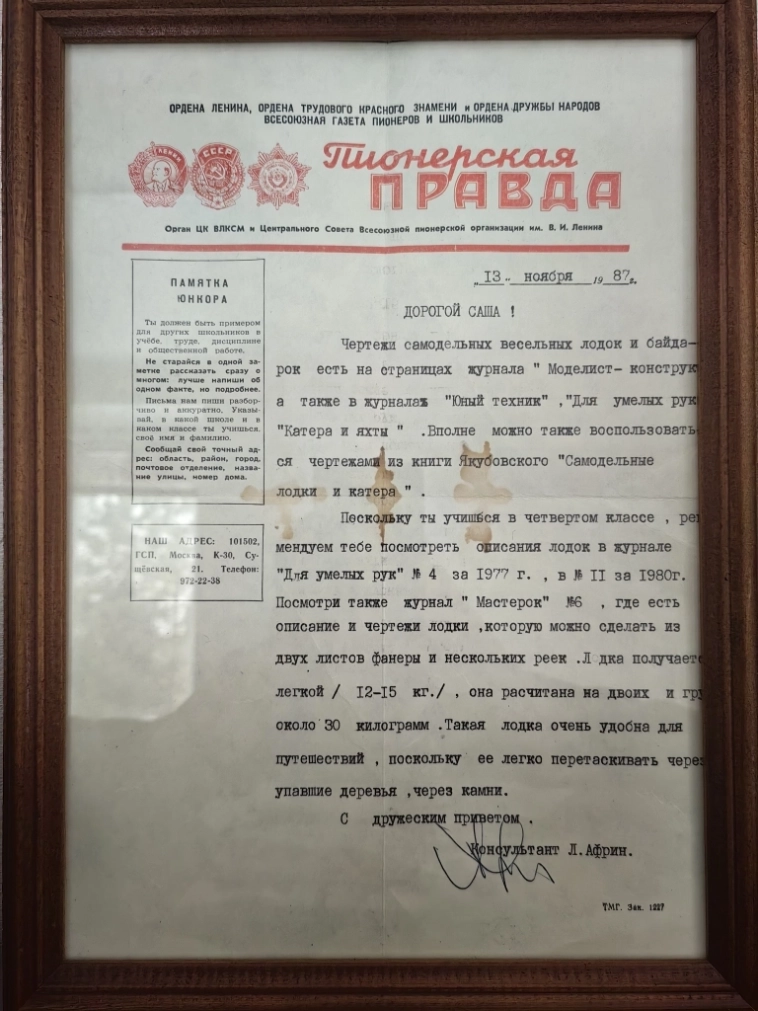 ОРДЕНА ЛЕНИНА, ОРДЕНА ТРУДОВОГО КРАСНОГО ЗНАМЕНИ и ОРДЕНА ДРУЖБЫ НАРОДОВ
ВСЕСОЮЗНАЯ ГАЗЕТА ПИОНЕРОВ И ШКОЛЬНИКОВ
Пионерская
ПРАВДА
Орган ЦК ВЛКСМ и Центрального Совета Всесоюзной пионерской организации им. В. И. Ленина
ПАМЯТКА
ЮНКОРА
Ты должен быть примером
для других школьников в
учёбе, труде, дисциплине
и общественной работе.
Не старайся в одной за-
метке рассказать сразу о
многом: лучше напиши об
одном факте, но подробнее.
Письма нам пиши разбор-
чиво и аккуратно. Указы-
вай, в какой школе и в
каком классе ты учишься,
своё имя и фамилию.
Сообщай свой точный ад-
рес: область, район, город,
почтовое отделение, назва-
ние улицы, номер дома.
НАШ АДРЕС: 101502,
ГСП, Москва, К-30, Су-
щёвская, 21. Телефон:
972-22-38
„13„ ноября 1987г.
ДОРОГОЙ САША !
Чертежи самодельных весельных лодок и байда-
рок есть на страницах журнала " Моделист- конструк
а также в журналах "Юный техник" ,"Для умелых рук
"Катера и яхты " .Вполне можно также воспользовать-
ся чертежами из книги Якубовского "Самодельные
лодки и катера " .
Пескольку ты учишься в четвертом классе , рек
мендуем тебе посмотреть описания лодок в журнале
"Для умелых рук" № 4 за 1977 г. , в № II за 1980г.
Посмотри также журнал " Мастерок" №6 , где есть
описание и чертежи лодки ,которую можно сделать из
двух листов фанеры и нескольких реек .Л дка получает
легкой / 12-15 кг./ , она расчитана на двоих и гру
около 30 килограмм .Такая лодка очень удобна для
путешествий , поскольку ее легко перетаскивать через
упавшие деревья ,через камни.
С дружеским приветом .
Консультант Л.Африн.
ТМГ. Зак. 1227